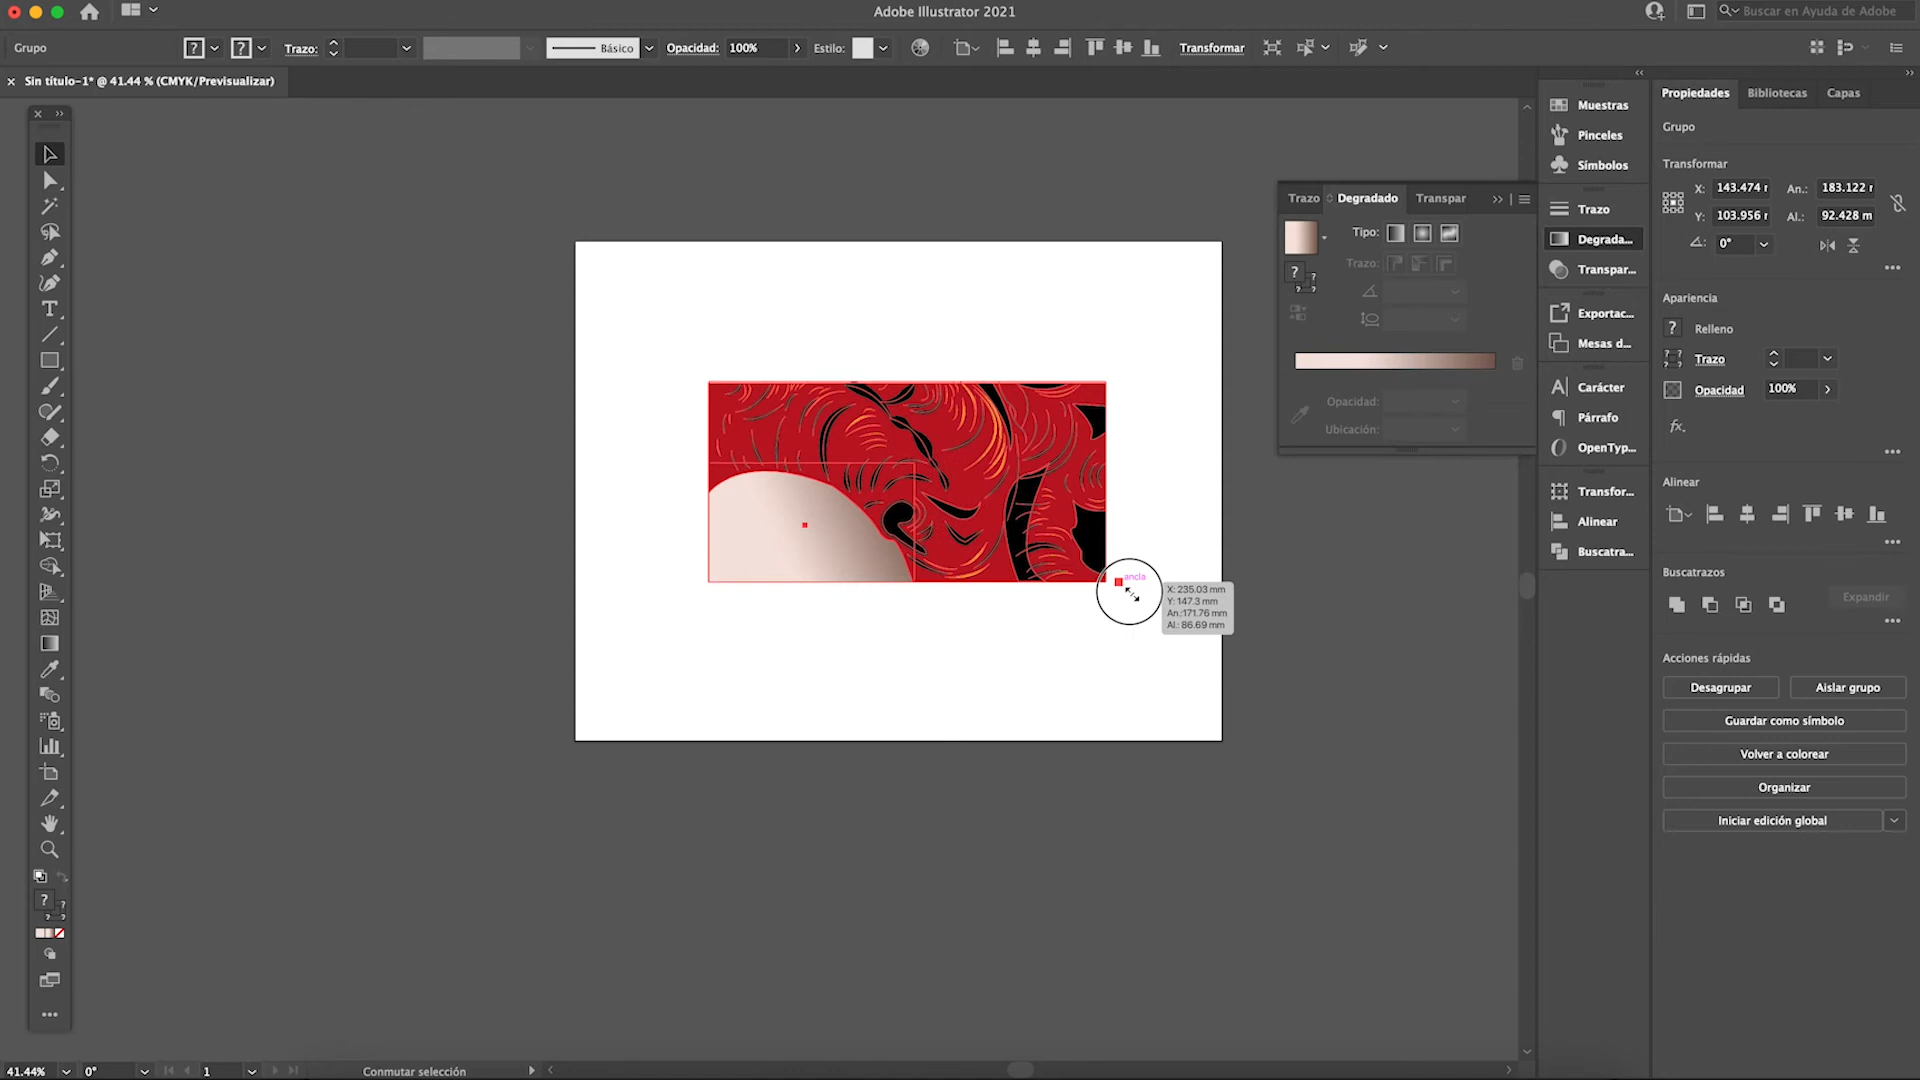 Adobe Illustrator 2021
Buscar en Ayuda de Adobe
Grupo
Trazo:
Básico
Opacidad:
100%
Estilo:
Transformar
Sin título-1* @ 41.44 % (CMYK/Previsualizar)
Muestras
Pinceles
Símbolos
Trazo
Degrada...
Transpar...
Exportac...
Mesas d...
Carácter
Párrafo
OpenTyp...
Transfor...
Alinear
Buscatra...
Trazo
Degradado
Transpar
Tipo:
Trazo:
Opacidad:
Ubicación:
Propiedades
Bibliotecas
Capas
Grupo
Transformar
X: 143.474 r
An.: 183.122 r
Y: 103.956 r
Al.: 92.428 m
0°
Apariencia
Relleno
Trazo
Opacidad
100%
fx.
Alinear
Buscatrazos
Expandir
Acciones rápidas
Desagrupar
Aislar grupo
Guardar como símbolo
Volver a colorear
Organizar
Iniciar edición global
ancla
X: 235.03 mm
Y: 147.3 mm
An.:171.76 mm
Al.: 86.69 mm
41.44%
0°
1
Conmutar selección